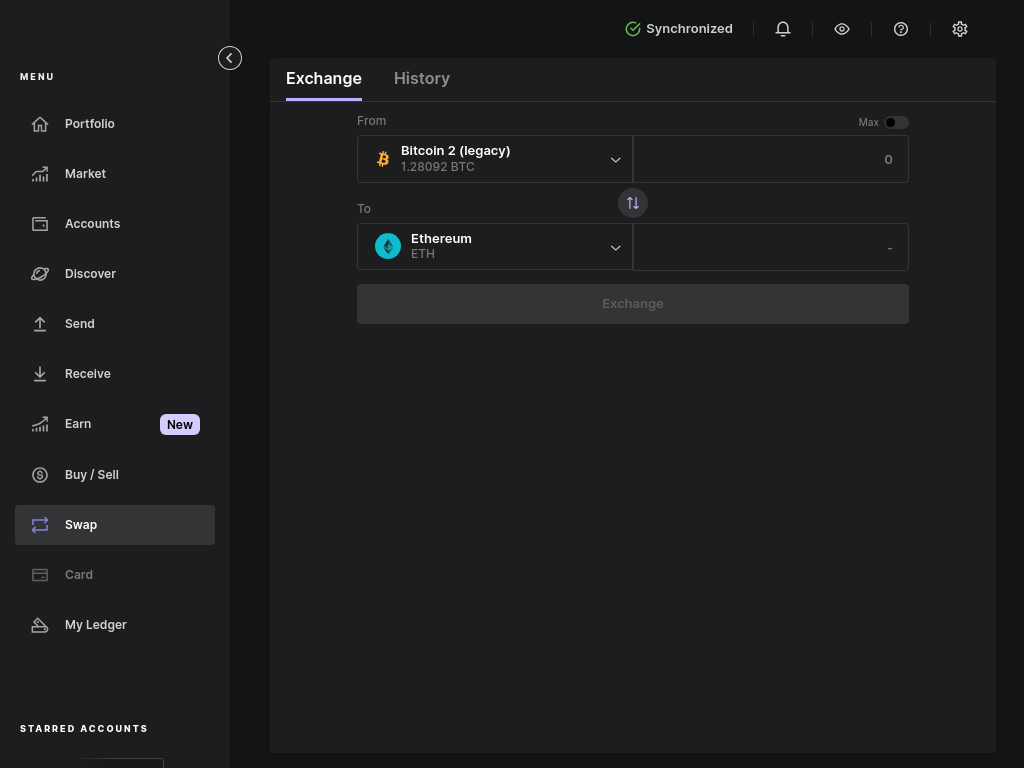 Synchronized
MENU
Portfolio
Market
Accounts
Discover
Send
Receive
Earn
New
Buy / Sell
Swap
Card
My Ledger
STARRED ACCOUNTS
Exchange
History
From
Max
Bitcoin 2 (legacy)
1.28092 BTC
0
To
Ethereum
ETH
-
Exchange